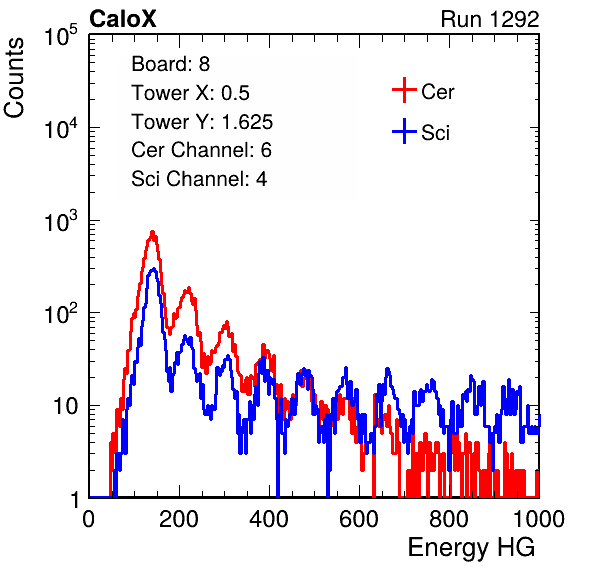 CaloX Run 1292
10^5
Counts
Board: 8
Tower X: 0.5
Tower Y: 1.625
Cer Channel: 6
Sci Channel: 4
Cer
Sci
10^4
10^3
10^2
10
1
0 200 400 600 800 1000
Energy HG